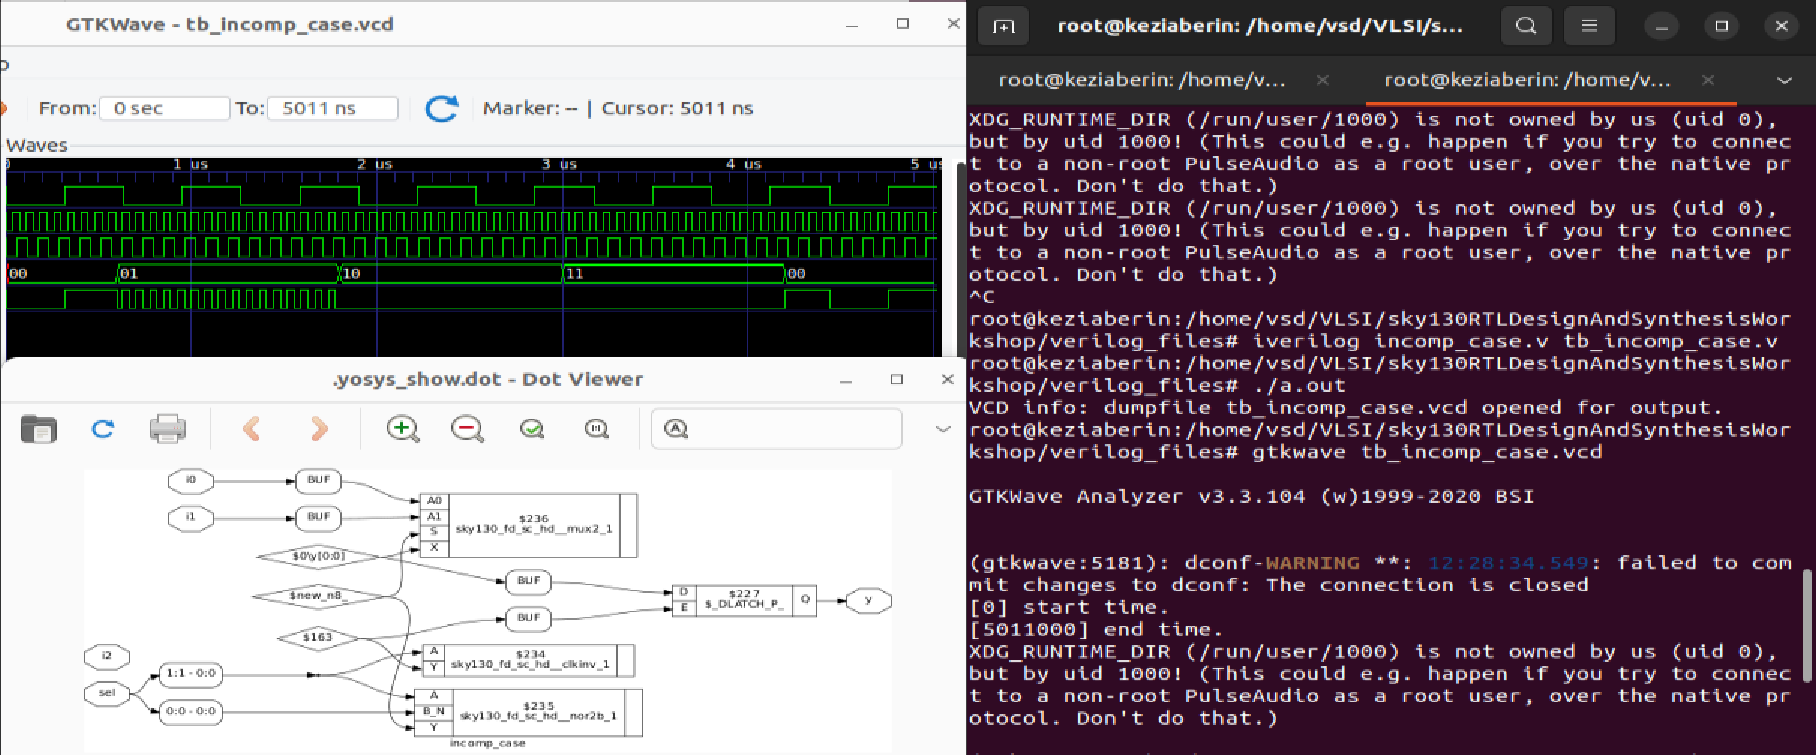 GTKWave - tb_incomp_case.vcd
From: 0 sec To: 5011 ns Marker: -- | Cursor: 5011 ns
Waves
1 us 2 us 3 us 4 us 5 us
00 01 10 11 00
.yosys_show.dot - Dot Viewer
i0 BUF
i1 BUF
A0
A1
S
X
$236
sky130_fd_sc_hd__mux2_1
$0\y[0:0]
$new_n8_
BUF
BUF
D
E
$227
$_DLATCH_P_
Q
y
$163
i2
sel
1:1 - 0:0
0:0 - 0:0
A
Y
$234
sky130_fd_sc_hd__clkinv_1
A
B_N
Y
$235
sky130_fd_sc_hd__nor2b_1
incomp_case
root@keziaberin: /home/vsd/VLSI/s...
root@keziaberin: /home/v...
root@keziaberin: /home/v...
XDG_RUNTIME_DIR (/run/user/1000) is not owned by us (uid 0),
but by uid 1000! (This could e.g. happen if you try to connec
t to a non-root PulseAudio as a root user, over the native pr
otocol. Don't do that.)
XDG_RUNTIME_DIR (/run/user/1000) is not owned by us (uid 0),
but by uid 1000! (This could e.g. happen if you try to connec
t to a non-root PulseAudio as a root user, over the native pr
otocol. Don't do that.)
^C
root@keziaberin:/home/vsd/VLSI/sky130RTLDesignAndSynthesisWor
kshop/verilog_files# iverilog incomp_case.v tb_incomp_case.v
root@keziaberin:/home/vsd/VLSI/sky130RTLDesignAndSynthesisWor
kshop/verilog_files# ./a.out
VCD info: dumpfile tb_incomp_case.vcd opened for output.
root@keziaberin:/home/vsd/VLSI/sky130RTLDesignAndSynthesisWor
kshop/verilog_files# gtkwave tb_incomp_case.vcd
GTKWave Analyzer v3.3.104 (w)1999-2020 BSI
(gtkwave:5181): dconf-WARNING **: 12:28:34.549: failed to com
mit changes to dconf: The connection is closed
[0] start time.
[5011000] end time.
XDG_RUNTIME_DIR (/run/user/1000) is not owned by us (uid 0),
but by uid 1000! (This could e.g. happen if you try to connec
t to a non-root PulseAudio as a root user, over the native pr
otocol. Don't do that.)